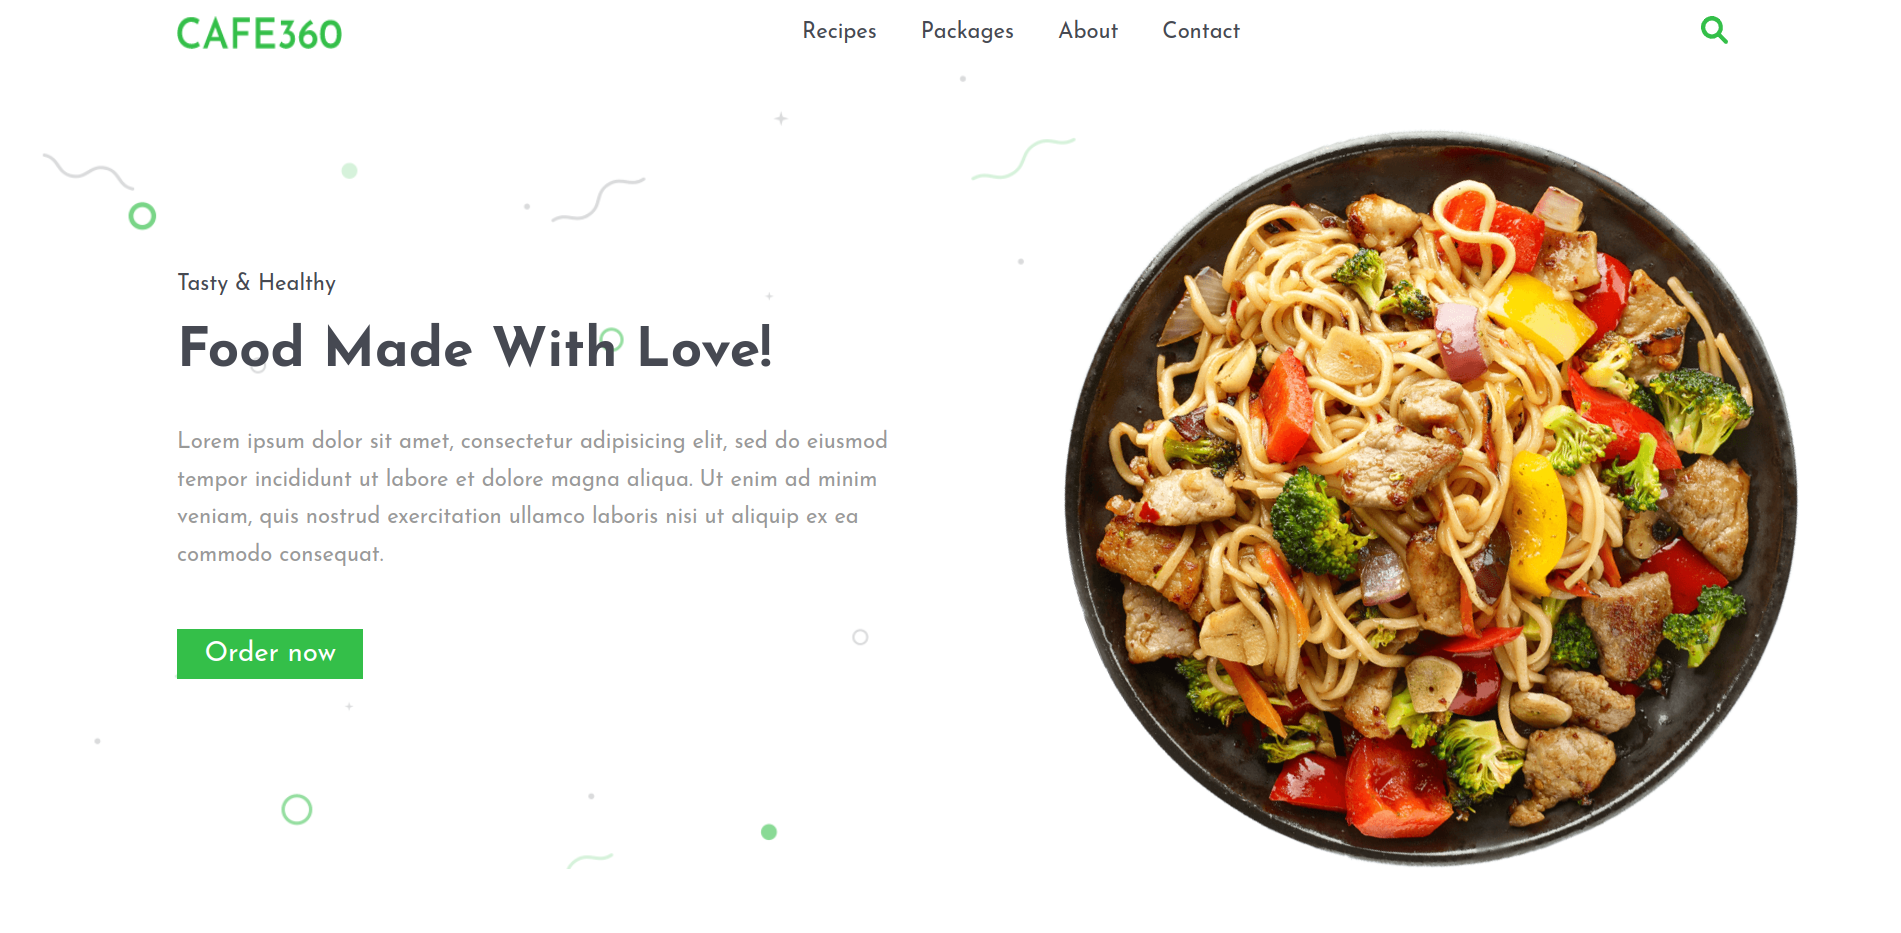 CAFE360
Recipes Packages About Contact
Tasty & Healthy
Food Made With Love!
Lorem ipsum dolor sit amet, consectetur adipisicing elit, sed do eiusmod
tempor incididunt ut labore et dolore magna aliqua. Ut enim ad minim
veniam, quis nostrud exercitation ullamco laboris nisi ut aliquip ex ea
commodo consequat.
Order now